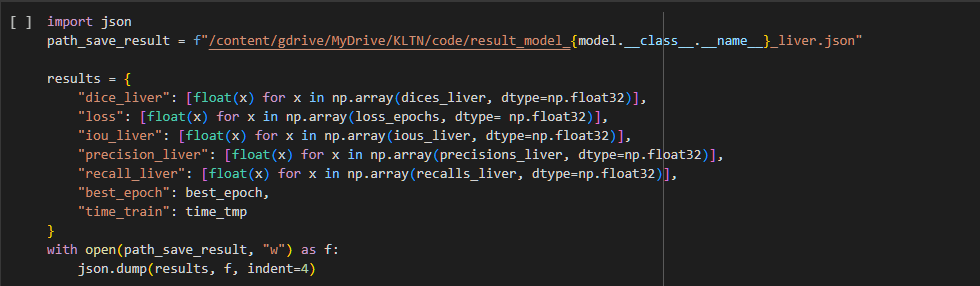 [ ] import json
path_save_result = f"/content/gdrive/MyDrive/KLTN/code/result_model_{model.__class__.__name__}_liver.json"
results = {
"dice_liver": [float(x) for x in np.array(dices_liver, dtype=np.float32)],
"loss": [float(x) for x in np.array(loss_epochs, dtype= np.float32)],
"iou_liver": [float(x) for x in np.array(ious_liver, dtype=np.float32)],
"precision_liver": [float(x) for x in np.array(precisions_liver, dtype=np.float32)],
"recall_liver": [float(x) for x in np.array(recalls_liver, dtype=np.float32)],
"best_epoch": best_epoch,
"time_train": time_tmp
}
with open(path_save_result, "w") as f:
json.dump(results, f, indent=4)